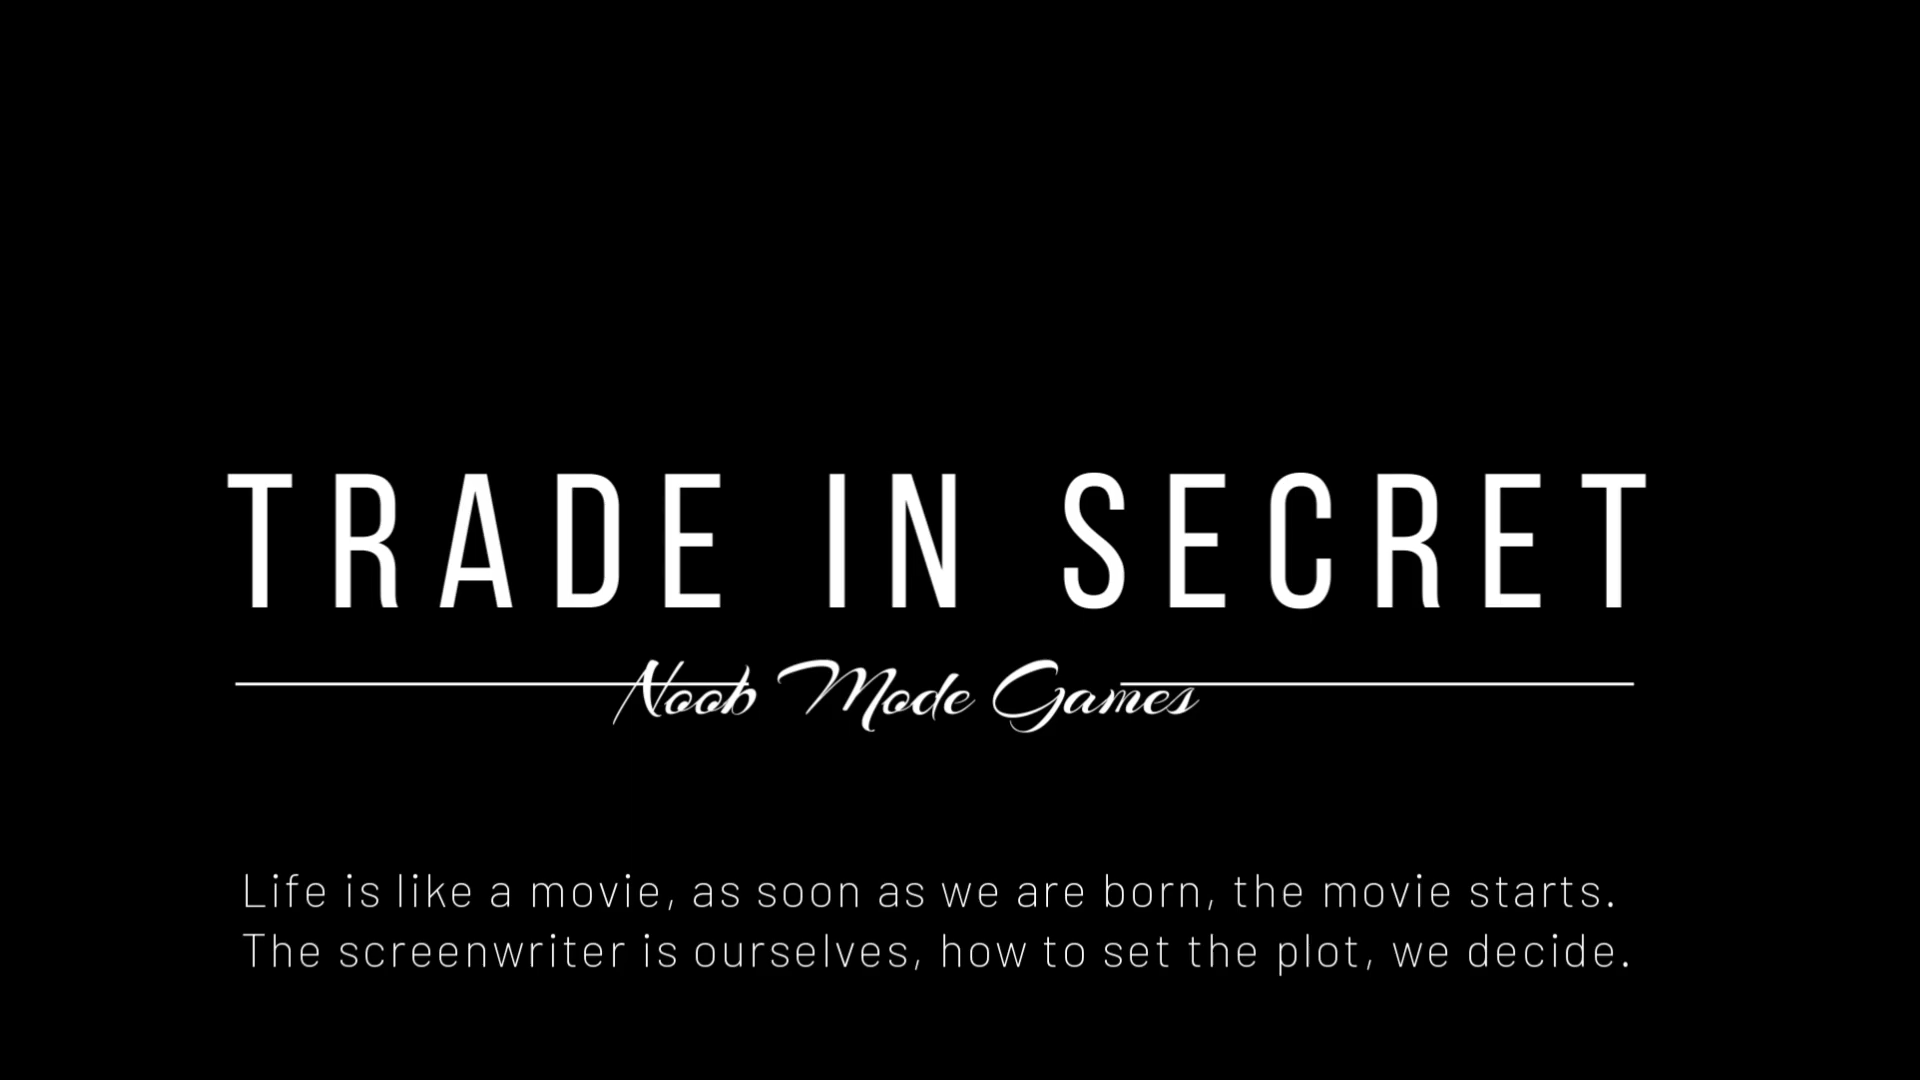 TRADE IN SECRET
Noob Mode Games
Life is like a movie, as soon as we are born, the movie starts.
The screenwriter is ourselves, how to set the plot, we decide.